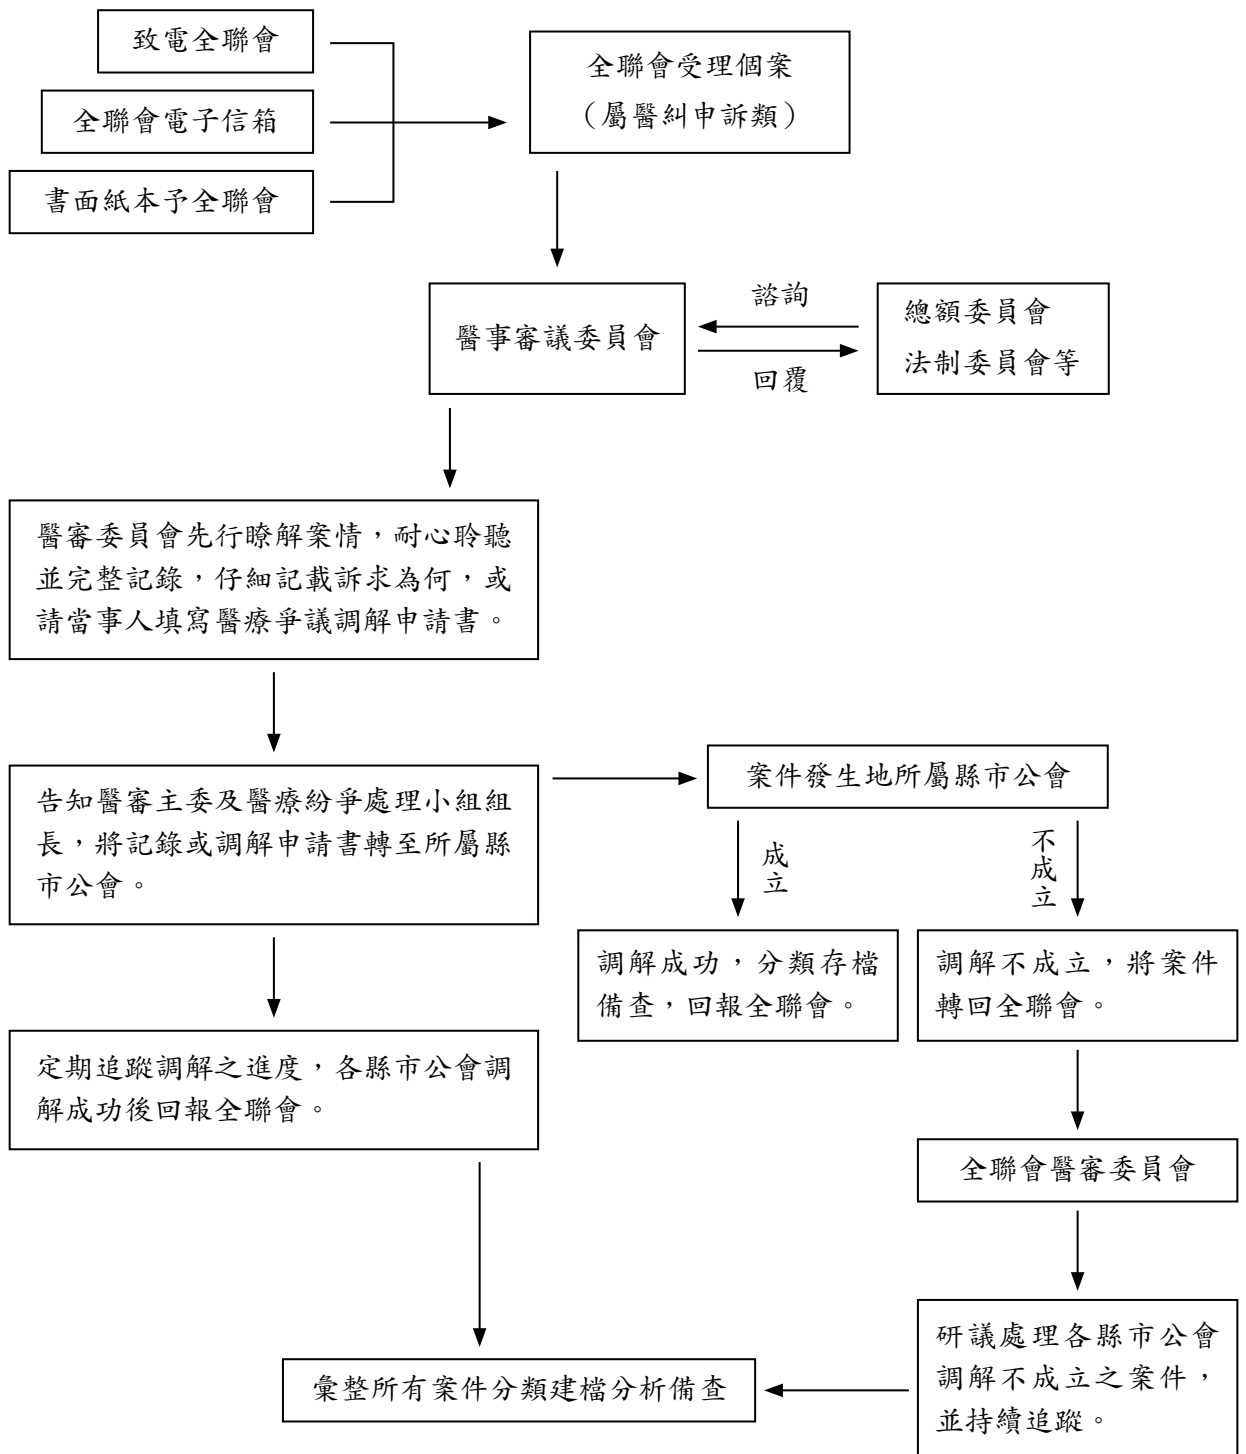 致電全聯會
全聯會電子信箱
書面紙本予全聯會
全聯會受理個案
（屬醫糾申訴類）
醫事審議委員會
諮詢
回覆
總額委員會
法制委員會等
醫審委員會先行瞭解案情，耐心聆聽
並完整記錄，仔細記載訴求為何，或
請當事人填寫醫療爭議調解申請書。
告知醫審主委及醫療紛爭處理小組組
長，將記錄或調解申請書轉至所屬縣
市公會。
案件發生地所屬縣市公會
成立
不成立
調解成功，分類存檔
備查，回報全聯會。
調解不成立，將案件
轉回全聯會。
定期追蹤調解之進度，各縣市公會調
解成功後回報全聯會。
全聯會醫審委員會
研議處理各縣市公會
調解不成立之案件，
並持續追蹤。
彙整所有案件分類建檔分析備查